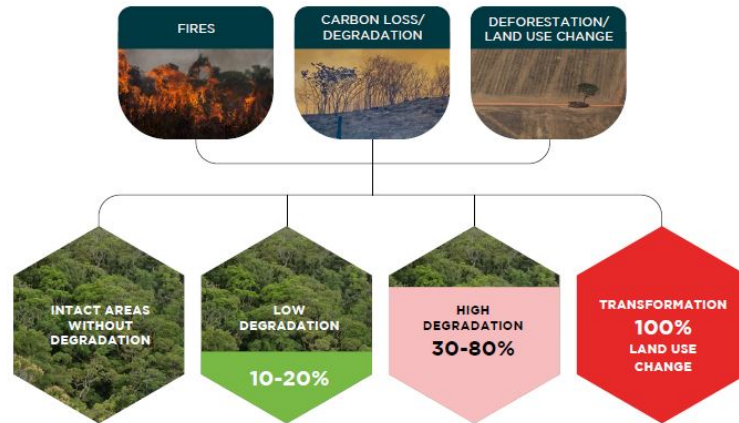 FIRES
CARBON LOSS/
DEGRADATION
DEFORESTATION/
LAND USE CHANGE
INTACT AREAS
WITHOUT
DEGRADATION
LOW
DEGRADATION
10-20%
HIGH
DEGRADATION
30-80%
TRANSFORMATION
100%
LAND USE
CHANGE